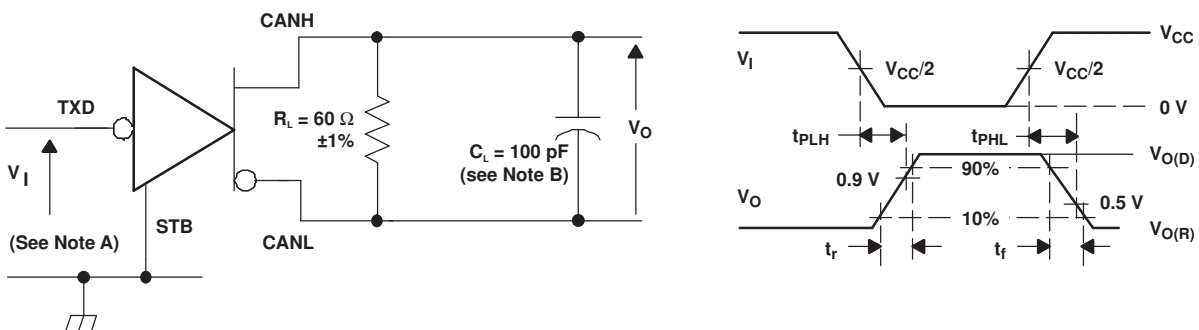 CANH
TXD
R_L = 60 Ω
±1%
C_L = 100 pF
(see Note B)
V_O
V_I
(See Note A)
STB
CANL
V_I
V_CC
V_CC/2
V_CC/2
0 V
t_PLH
t_PHL
V_O(D)
90%
0.9 V
V_O
0.5 V
10%
V_O(R)
t_r
t_f